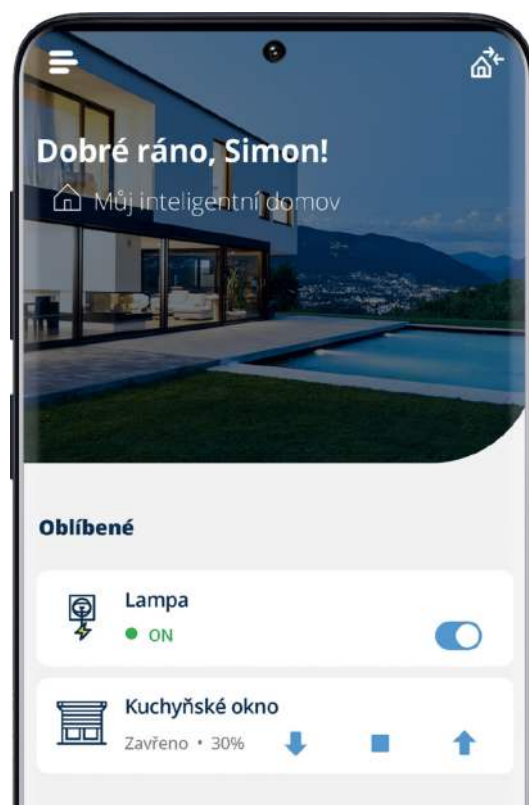 Dobré ráno, Simon!
Můj inteligentní domov
Oblíbené
Lampa
ON
Kuchyňské okno
Zavřeno • 30%